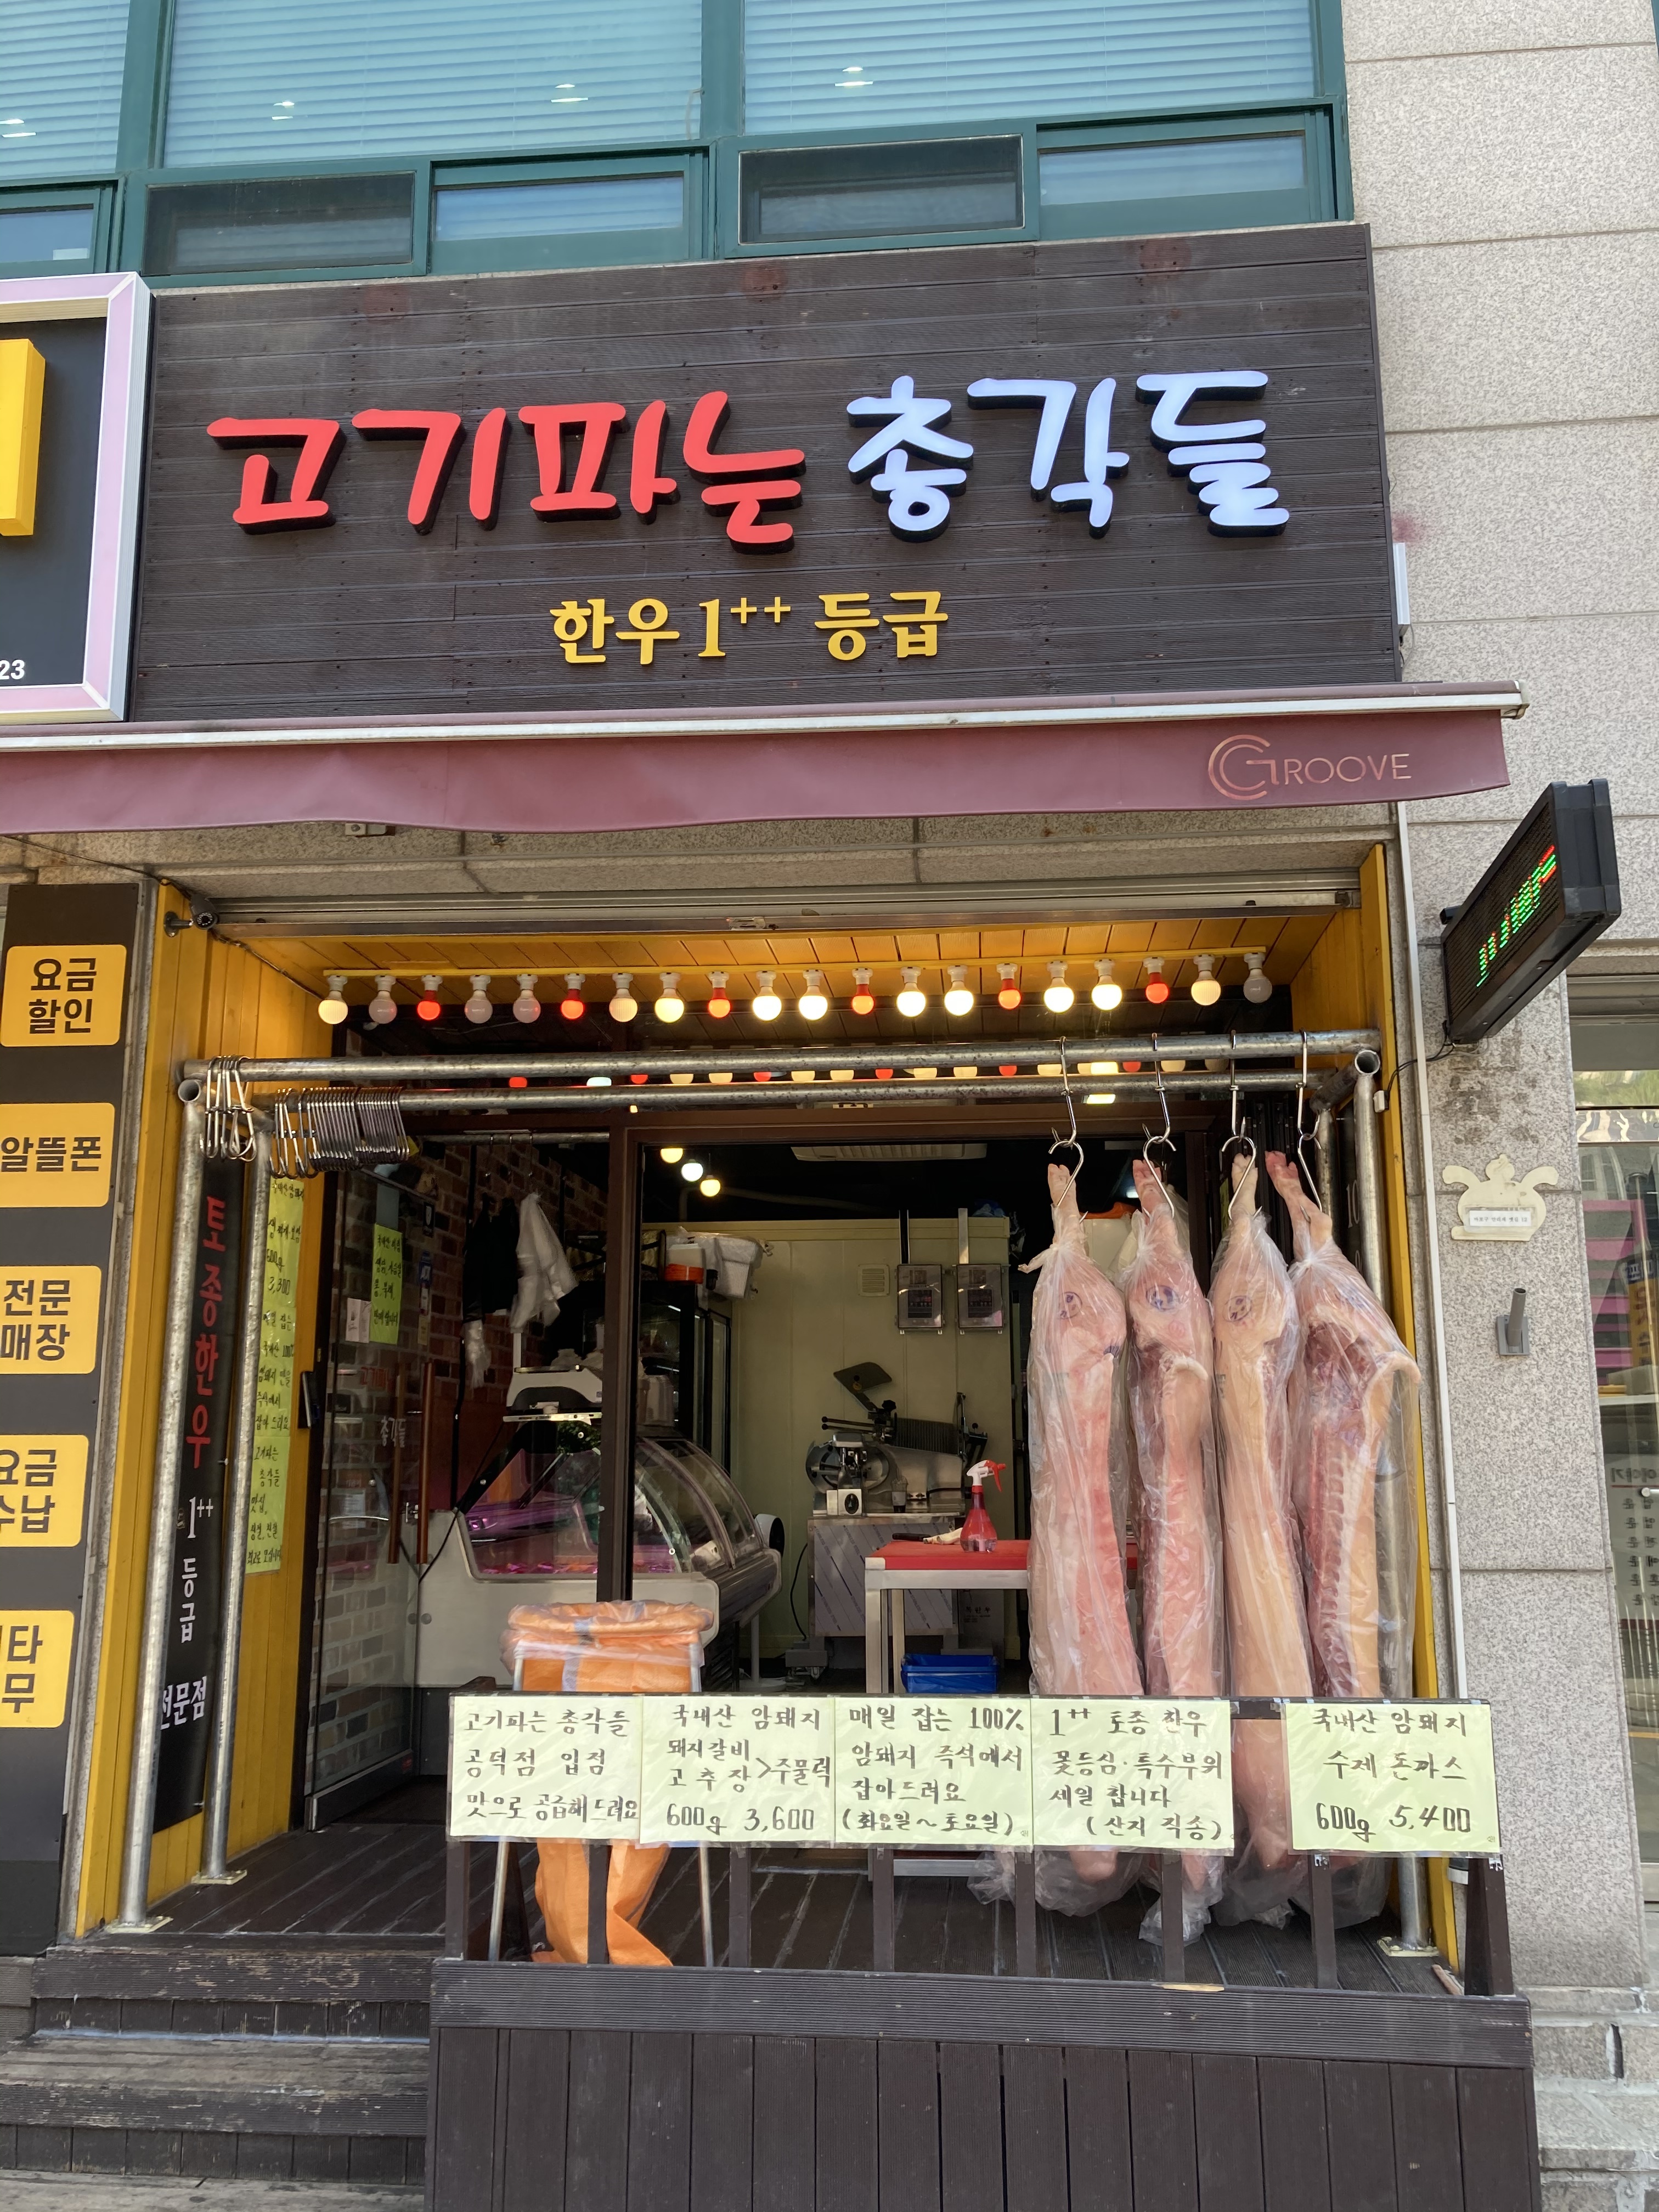 고기파는 총각들
한우 1++ 등급
23
GROOVE
요금
할인
알뜰폰
전문
매장
요금
수납
토종한우
1++
등급
전문점
총각들
고기파는 총각들
공덕점 입점
맛으로 공급해드려요
국내산 암돼지
돼지갈비
고추장 >주물럭
600g 3,600
매일 잡는 100%
암돼지 즉석에서
잡아드려요
(화요일~토요일)
1++ 토종 한우
꽃등심·특수부위
세일 합니다
(산지 직송)
국내산 암돼지
수제 돈까스
600g 5,400